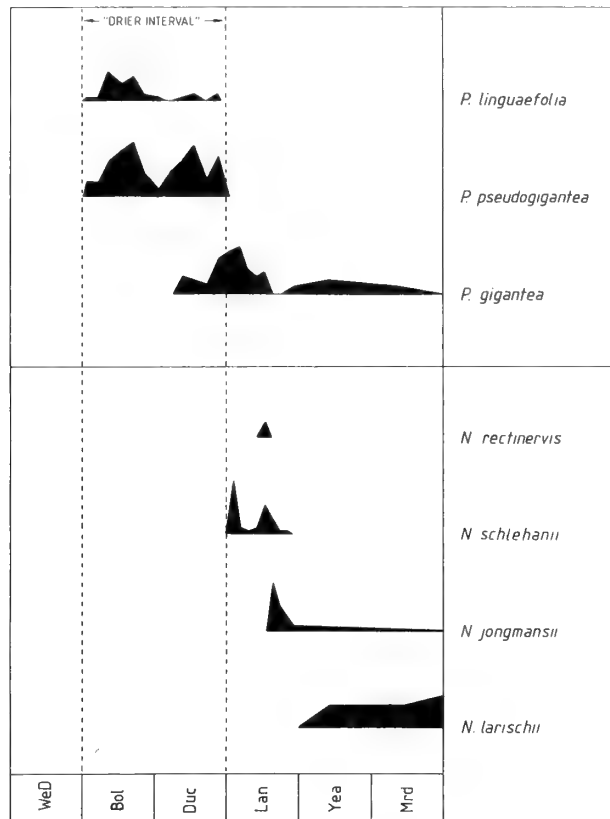 "DRIER INTERVAL"
P. linguaefolia
P. pseudogigantea
P. gigantea
N rectinervis
N schlehanii
N jongmansii
N. larischii
WeD
Bol
Duc
Lan
Yea
Mrd